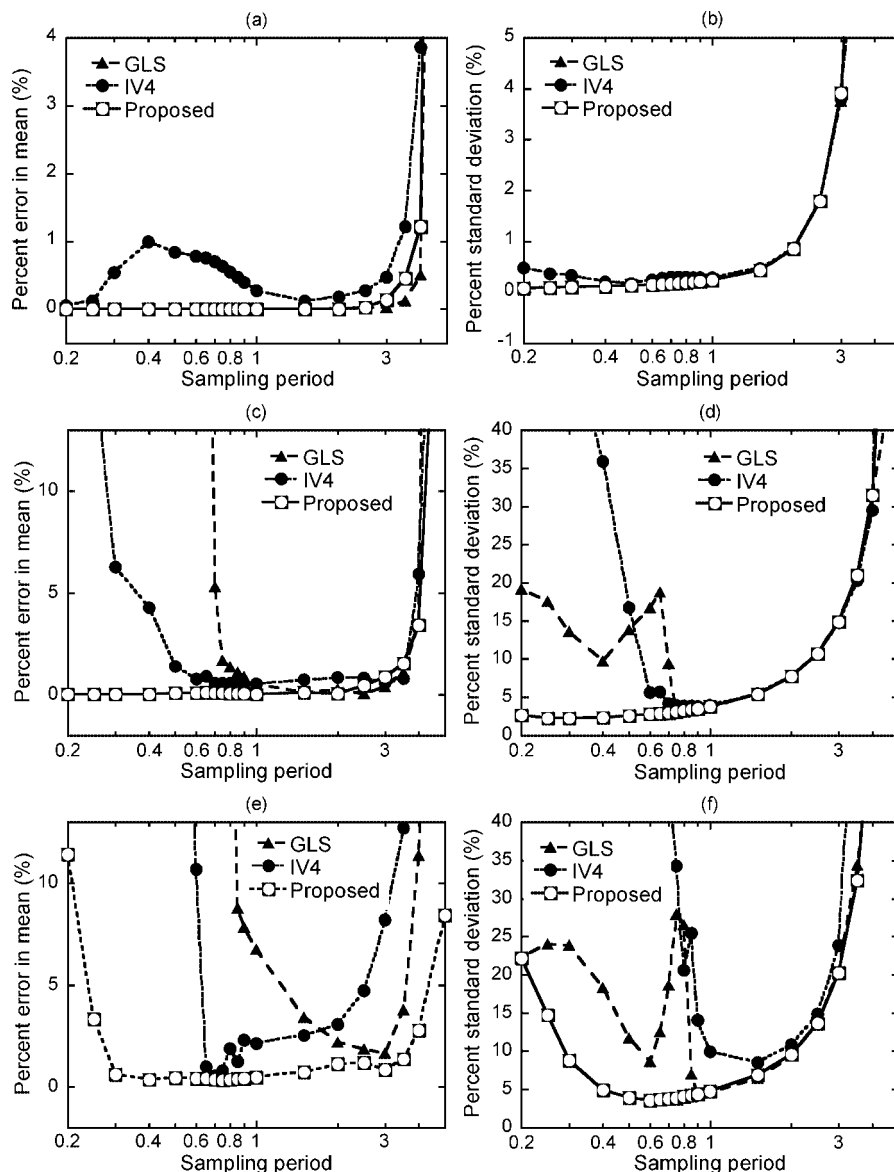 (a)
Percent error in mean (%)
4
3
2
1
0
GLS
IV4
Proposed
0.2
0.4
0.6
0.8
1
3
Sampling period
(b)
Percent standard deviation (%)
5
4
3
2
1
0
-1
GLS
IV4
Proposed
0.2
0.4
0.6
0.8
1
3
Sampling period
(c)
Percent error in mean (%)
10
5
0
GLS
IV4
Proposed
0.2
0.4
0.6
0.8
1
3
Sampling period
(d)
Percent standard deviation (%)
40
35
30
25
20
15
10
5
0
GLS
IV4
Proposed
0.2
0.4
0.6
0.8
1
3
Sampling period
(e)
Percent error in mean (%)
10
5
0
GLS
IV4
Proposed
0.2
0.4
0.6
0.8
1
3
Sampling period
(f)
Percent standard deviation (%)
40
35
30
25
20
15
10
5
0
GLS
IV4
Proposed
0.2
0.4
0.6
0.8
1
3
Sampling period